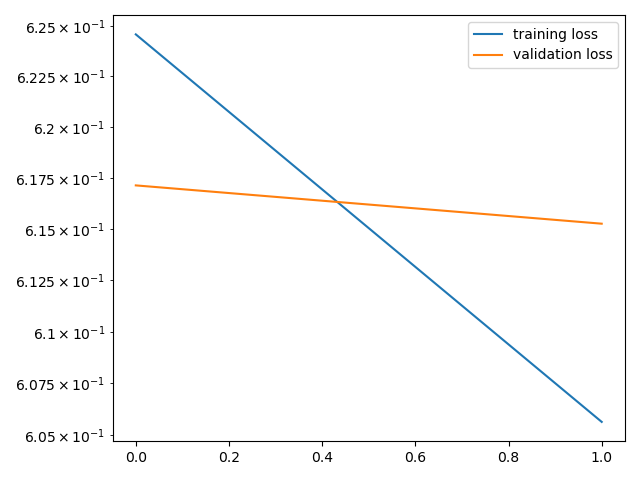 6.25 × 10⁻¹
6.225 × 10⁻¹
6.2 × 10⁻¹
6.175 × 10⁻¹
6.15 × 10⁻¹
6.125 × 10⁻¹
6.1 × 10⁻¹
6.075 × 10⁻¹
6.05 × 10⁻¹
training loss
validation loss
0.0 0.2 0.4 0.6 0.8 1.0